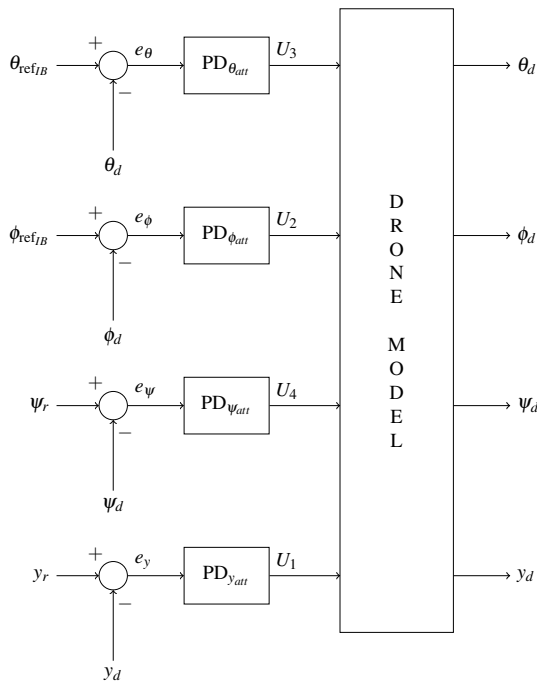 θ_ref_IB + − e_θ PD_θ_att U_3 θ_d
θ_d
ϕ_ref_IB + − e_ϕ PD_ϕ_att U_2 ϕ_d
ϕ_d
ψ_r + − e_ψ PD_ψ_att U_4 ψ_d
ψ_d
y_r + − e_y PD_y_att U_1 y_d
y_d
D
R
O
N
E
M
O
D
E
L